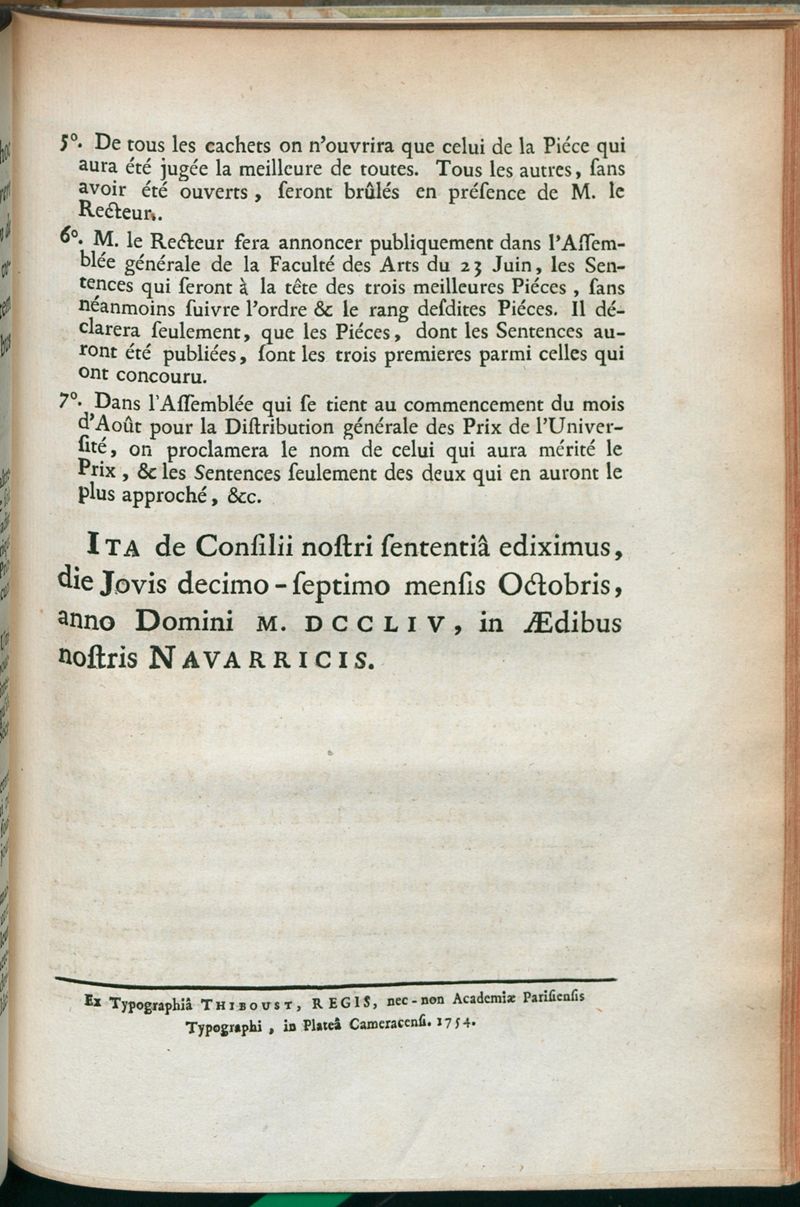 5°. De tous les cachets on n'ouvrira que celui de la Piéce qui
aura été jugée la meilleure de toutes. Tous les autres, ſans
avoir été ouverts, ſeront brûlés en préſence de M. le
Recteur.
6°. M. le Recteur fera annoncer publiquement dans l'Aſſem-
blée générale de la Faculté des Arts du 23 Juin, les Sen-
tences qui ſeront à la tête des trois meilleures Piéces, ſans
néanmoins ſuivre l'ordre & le rang deſdites Piéces. Il dé-
clarera ſeulement, que les Piéces, dont les Sentences au-
ront été publiées, ſont les trois premieres parmi celles qui
ont concouru.
7°. Dans l'Aſſemblée qui ſe tient au commencement du mois
d'Août pour la Diſtribution générale des Prix de l'Univer-
ſité, on proclamera le nom de celui qui aura mérité le
Prix, & les Sentences ſeulement des deux qui en auront le
plus approché, &c.
ITA de Conſilii noſtri ſententiâ ediximus,
die Jovis decimo-ſeptimo menſis Octobris,
anno Domini M. DCCLIV, in Ædibus
noſtris NAVARRICIS.
Ex Typographiâ THIBOUST, REGIS, nec-non Academiæ Pariſienſis
Typographi, in Plateâ Cameracenſi. 1754.